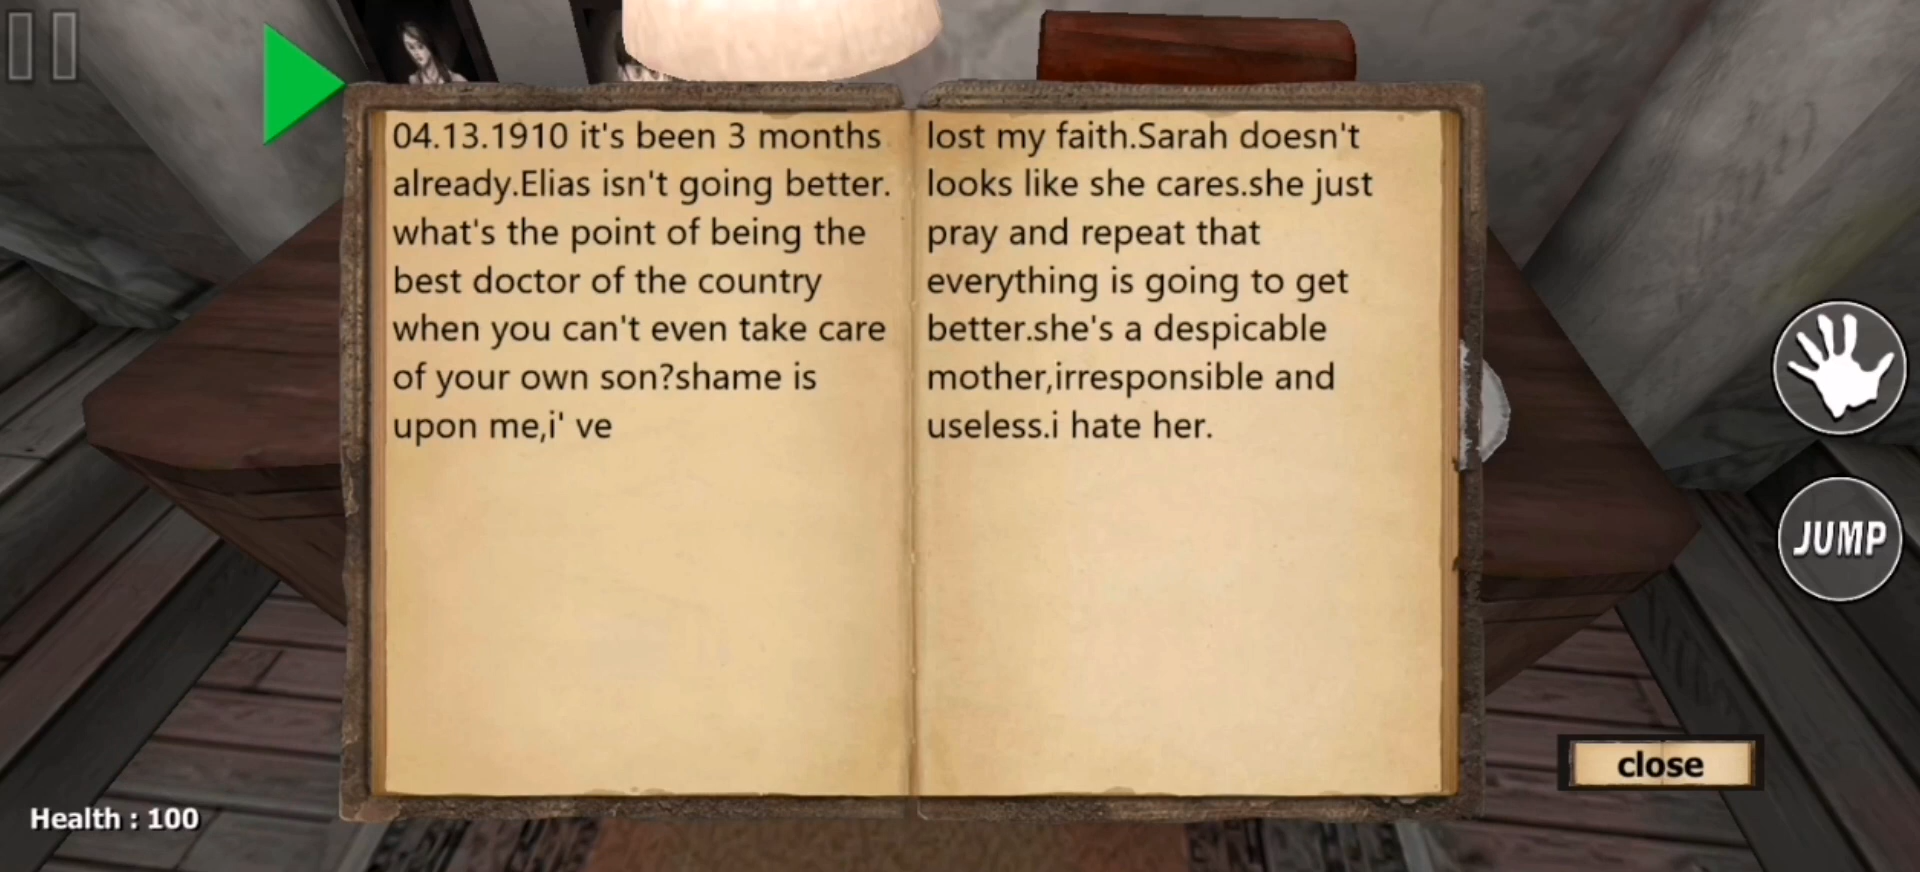 04.13.1910 it's been 3 months
already.Elias isn't going better.
what's the point of being the
best doctor of the country
when you can't even take care
of your own son?shame is
upon me,i' ve
lost my faith.Sarah doesn't
looks like she cares.she just
pray and repeat that
everything is going to get
better.she's a despicable
mother,irresponsible and
useless.i hate her.
JUMP
close
Health : 100